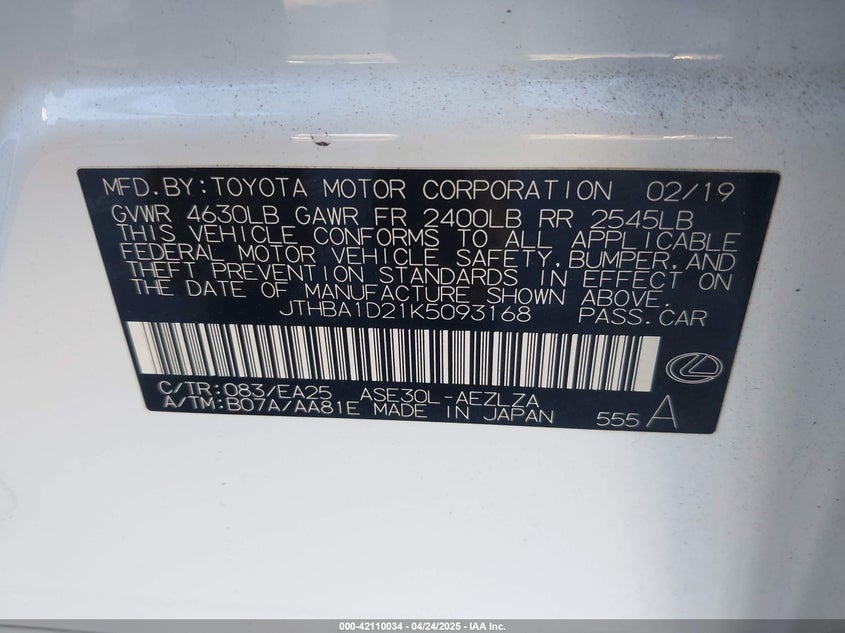 MFD.BY:TOYOTA MOTOR CORPORATION 02/19
GVWR 4630LB GAWR FR 2400LB RR 2545LB
THIS VEHICLE CONFORMS TO ALL APPLICABLE
FEDERAL MOTOR VEHICLE SAFETY,BUMPER,AND
THEFT PREVENTION STANDARDS IN EFFECT ON
THE DATE OF MANUFACTURE SHOWN ABOVE.
JTHBA1D21K5093168 PASS.CAR
C/TR:083/EA25 ASE30L-AEZLZA
A/TM:B07A/AA81E MADE IN JAPAN 555 A
000-42110034 - 04/24/2025 - IAA Inc.